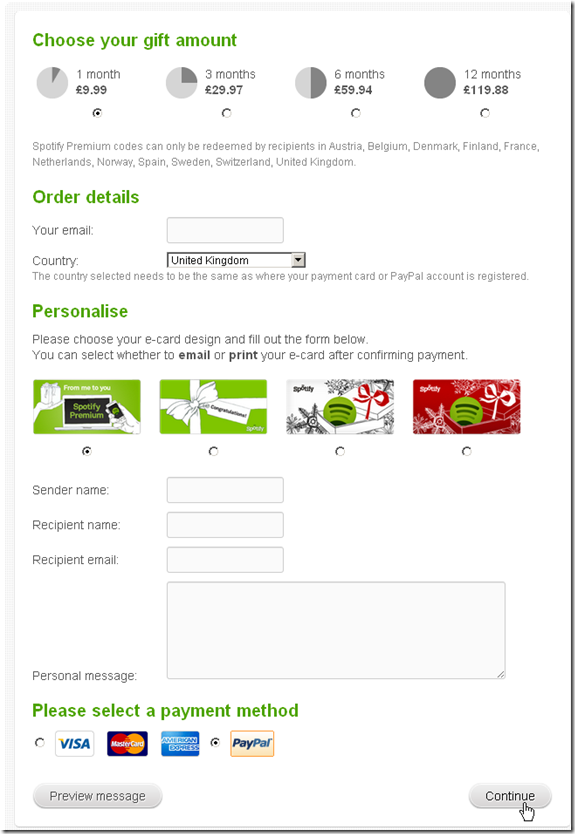 Choose your gift amount
1 month 3 months 6 months 12 months
£9.99 £29.97 £59.94 £119.88
Spotify Premium codes can only be redeemed by recipients in Austria, Belgium, Denmark, Finland, France,
Netherlands, Norway, Spain, Sweden, Switzerland, United Kingdom.
Order details
Your email:
Country: United Kingdom
The country selected needs to be the same as where your payment card or PayPal account is registered.
Personalise
Please choose your e-card design and fill out the form below.
You can select whether to email or print your e-card after confirming payment.
From me to you
Spotify
Premium
Congratulations!
Spotify
Spotify
Spotify
Sender name:
Recipient name:
Recipient email:
Personal message:
Please select a payment method
VISA MasterCard AMERICAN EXPRESS PayPal
Preview message Continue